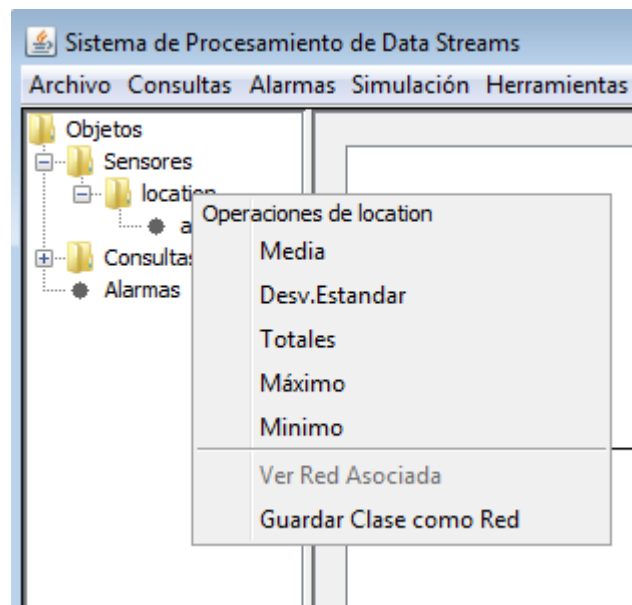 Sistema de Procesamiento de Data Streams
Archivo Consultas Alarmas Simulación Herramientas
Objetos
Sensores
location
a
Consultas
Alarmas
Operaciones de location
Media
Desv.Estandar
Totales
Máximo
Minimo
Ver Red Asociada
Guardar Clase como Red